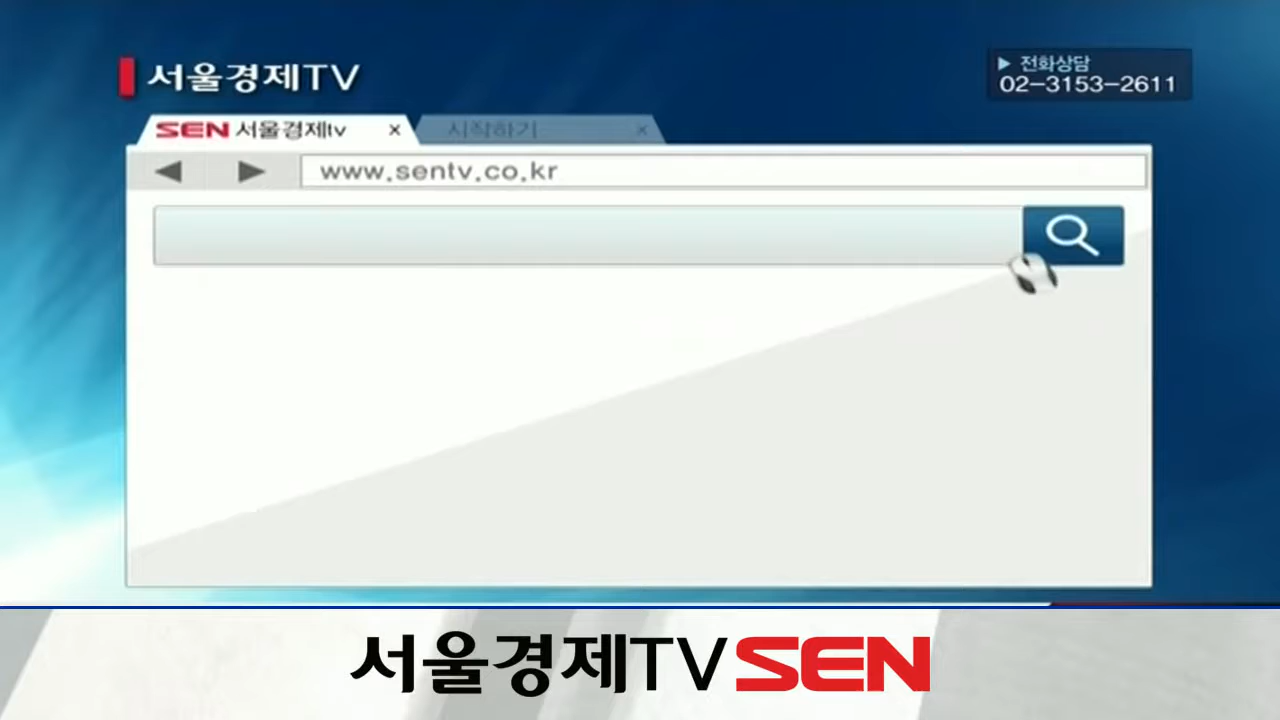 서울경제TV
▶ 전화상담
02-3153-2611
SEN 서울경제tv ×
시작하기 ×
www.sentv.co.kr
서울경제TV SEN